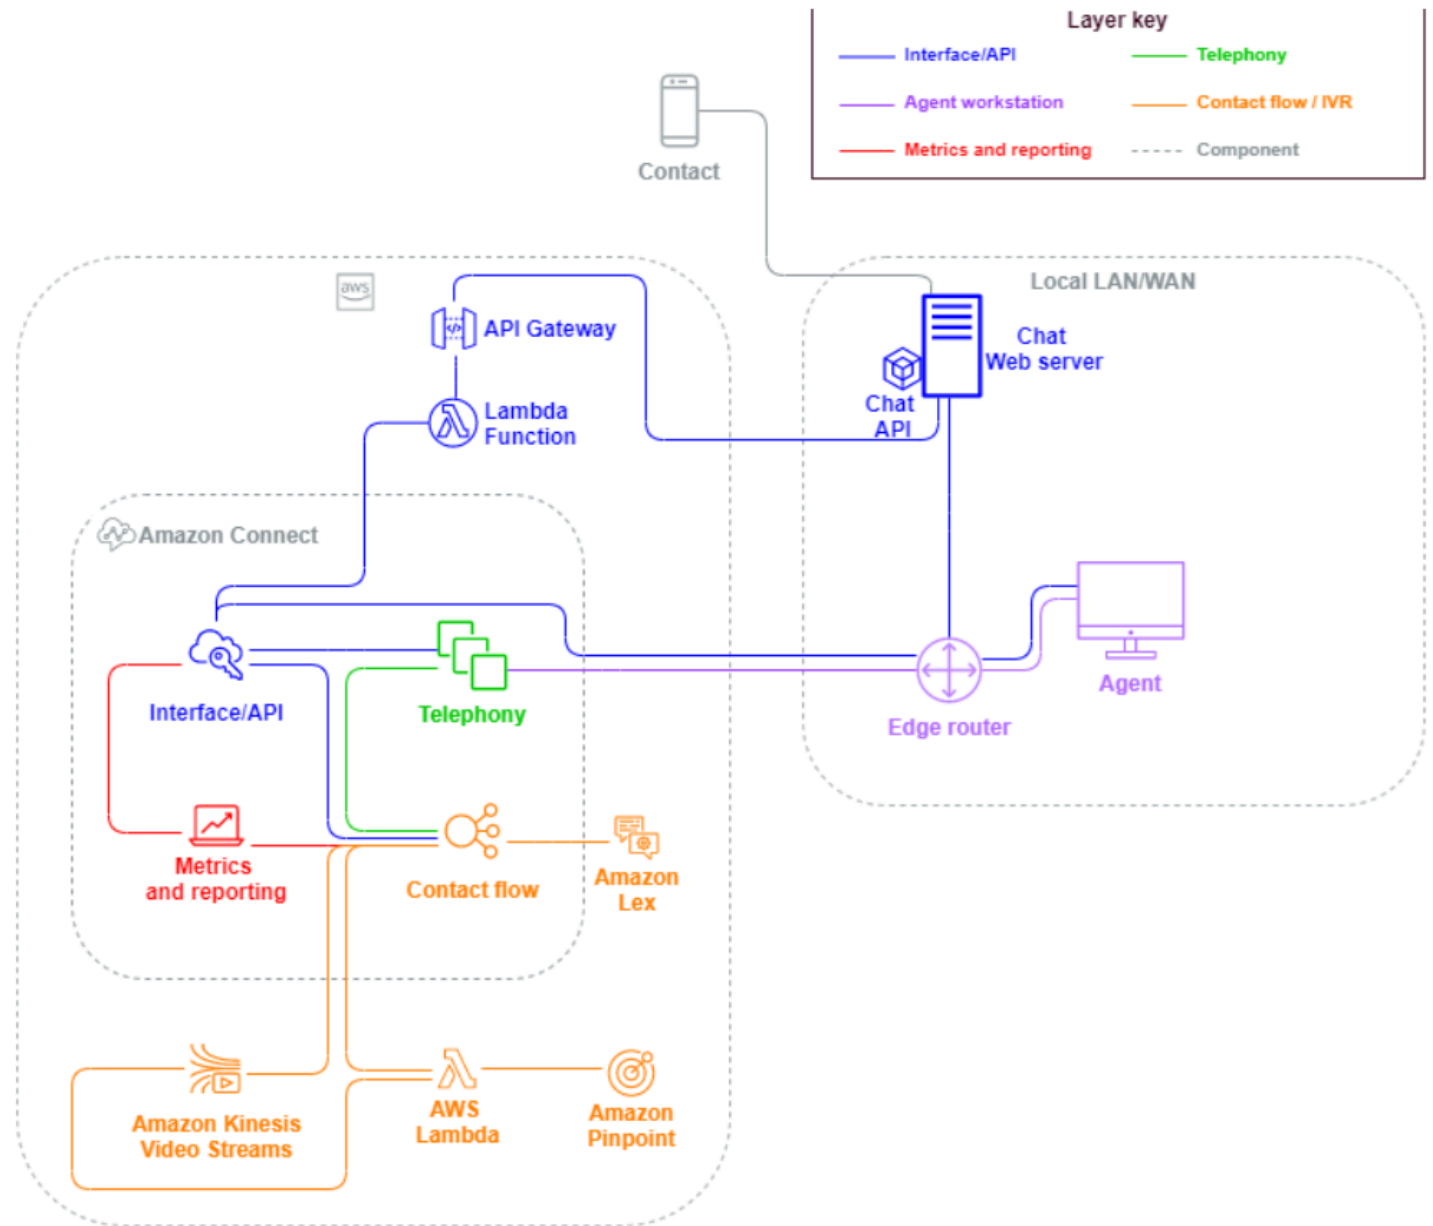 Layer key
Interface/API
Telephony
Agent workstation
Contact flow / IVR
Metrics and reporting
Component
Contact
aws
Local LAN/WAN
API Gateway
Chat
Web server
Chat
API
Lambda
Function
Amazon Connect
Interface/API
Telephony
Agent
Edge router
Metrics
and reporting
Contact flow
Amazon
Lex
Amazon Kinesis
Video Streams
AWS
Lambda
Amazon
Pinpoint